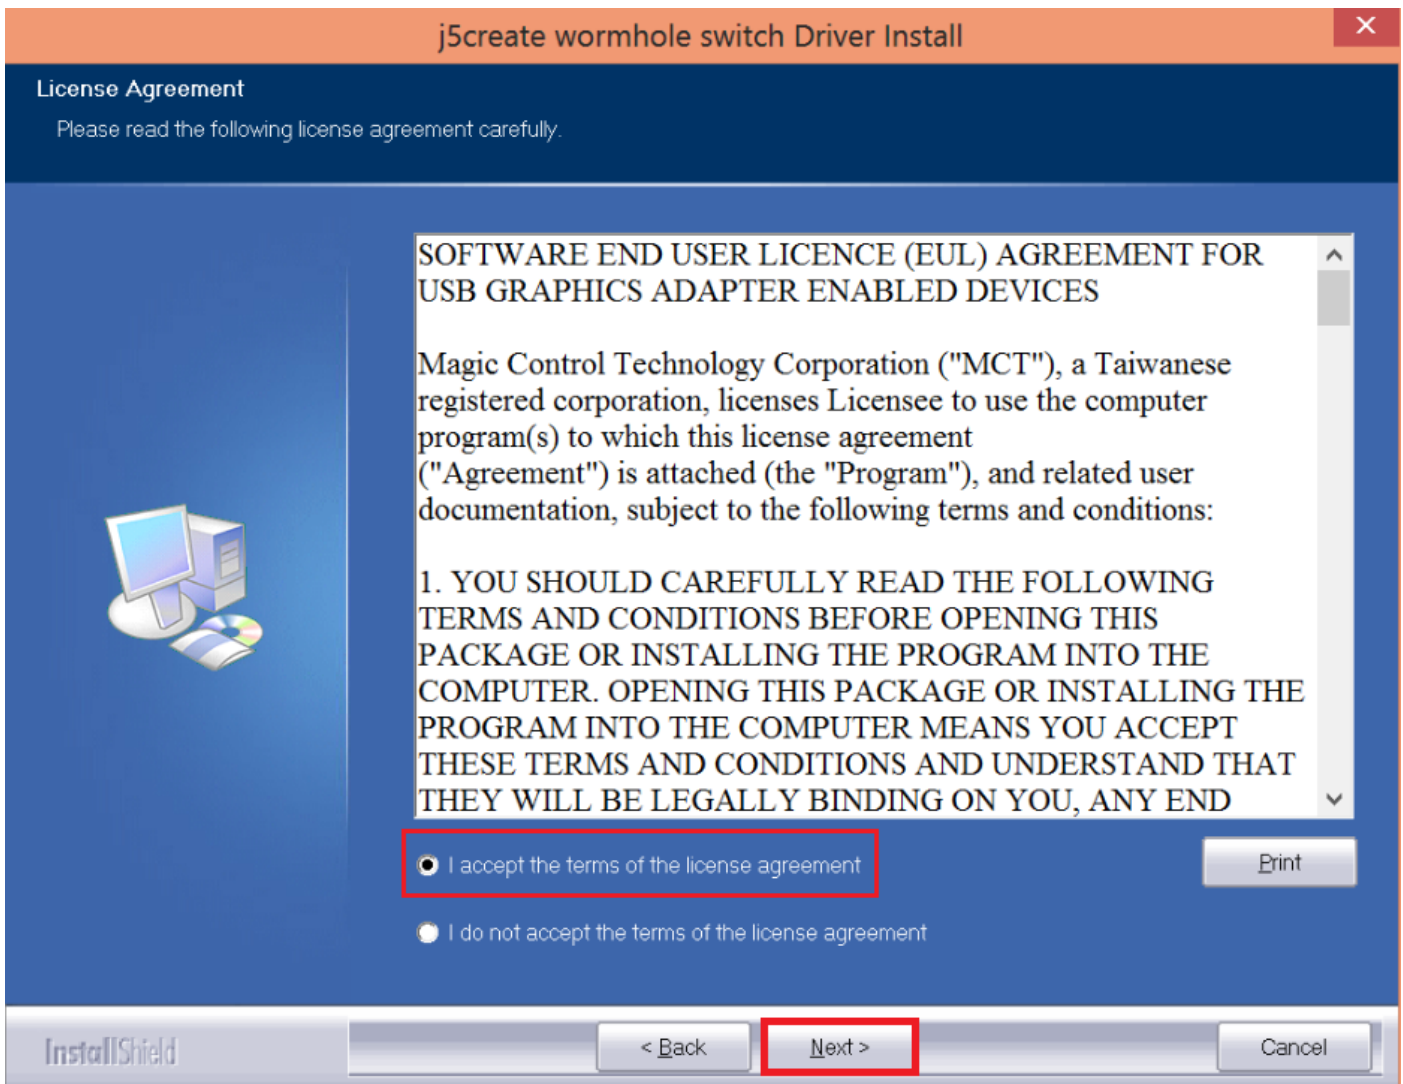 j5create wormhole switch Driver Install
License Agreement
Please read the following license agreement carefully.
SOFTWARE END USER LICENCE (EUL) AGREEMENT FOR
USB GRAPHICS ADAPTER ENABLED DEVICES
Magic Control Technology Corporation ("MCT"), a Taiwanese
registered corporation, licenses Licensee to use the computer
program(s) to which this license agreement
("Agreement") is attached (the "Program"), and related user
documentation, subject to the following terms and conditions:
1. YOU SHOULD CAREFULLY READ THE FOLLOWING
TERMS AND CONDITIONS BEFORE OPENING THIS
PACKAGE OR INSTALLING THE PROGRAM INTO THE
COMPUTER. OPENING THIS PACKAGE OR INSTALLING THE
PROGRAM INTO THE COMPUTER MEANS YOU ACCEPT
THESE TERMS AND CONDITIONS AND UNDERSTAND THAT
THEY WILL BE LEGALLY BINDING ON YOU, ANY END
I accept the terms of the license agreement
Print
I do not accept the terms of the license agreement
InstallShield
< Back
Next >
Cancel